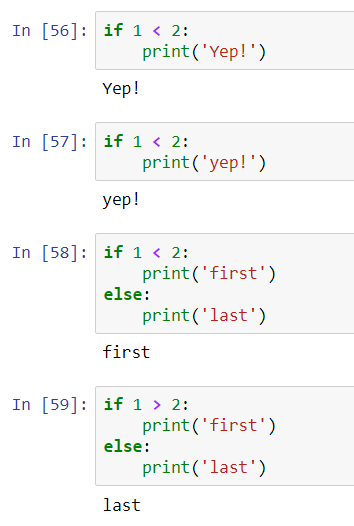 In [56]: if 1 < 2:
    print('Yep!')
Yep!
In [57]: if 1 < 2:
    print('yep!')
yep!
In [58]: if 1 < 2:
    print('first')
else:
    print('last')
first
In [59]: if 1 > 2:
    print('first')
else:
    print('last')
last